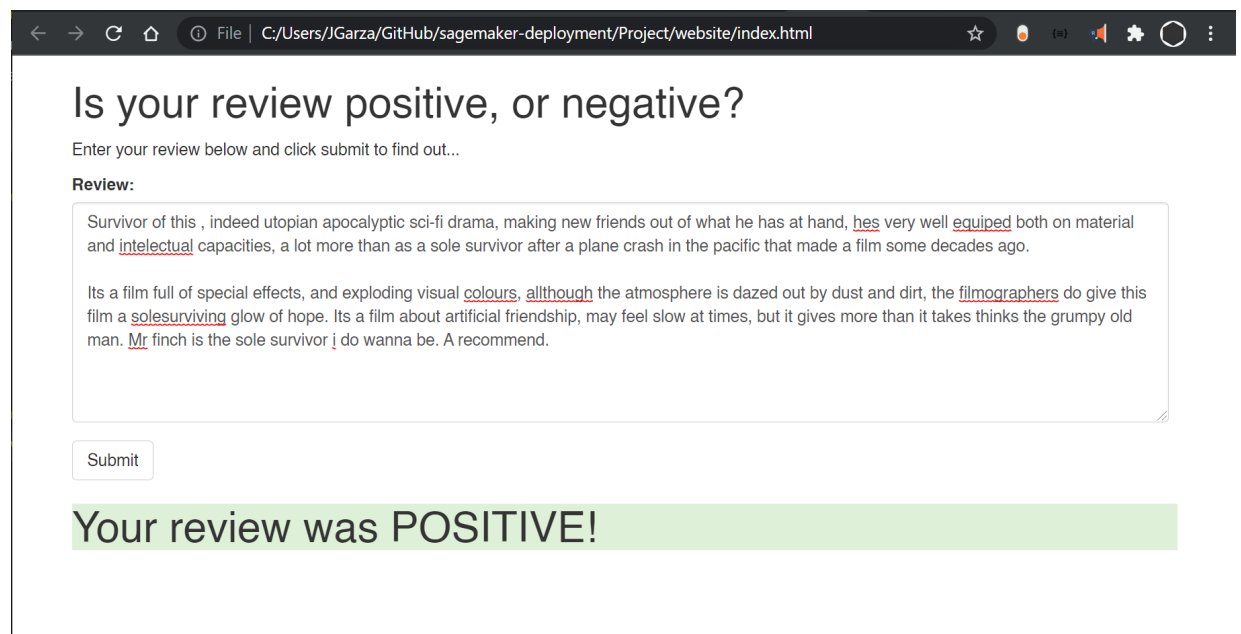 File | C:/Users/JGarza/GitHub/sagemaker-deployment/Project/website/index.html
Is your review positive, or negative?
Enter your review below and click submit to find out...
Review:
Survivor of this , indeed utopian apocalyptic sci-fi drama, making new friends out of what he has at hand, hes very well equiped both on material
and intelectual capacities, a lot more than as a sole survivor after a plane crash in the pacific that made a film some decades ago.
Its a film full of special effects, and exploding visual colours, allthough the atmosphere is dazed out by dust and dirt, the filmographers do give this
film a solesurviving glow of hope. Its a film about artificial friendship, may feel slow at times, but it gives more than it takes thinks the grumpy old
man. Mr finch is the sole survivor i do wanna be. A recommend.
Submit
Your review was POSITIVE!